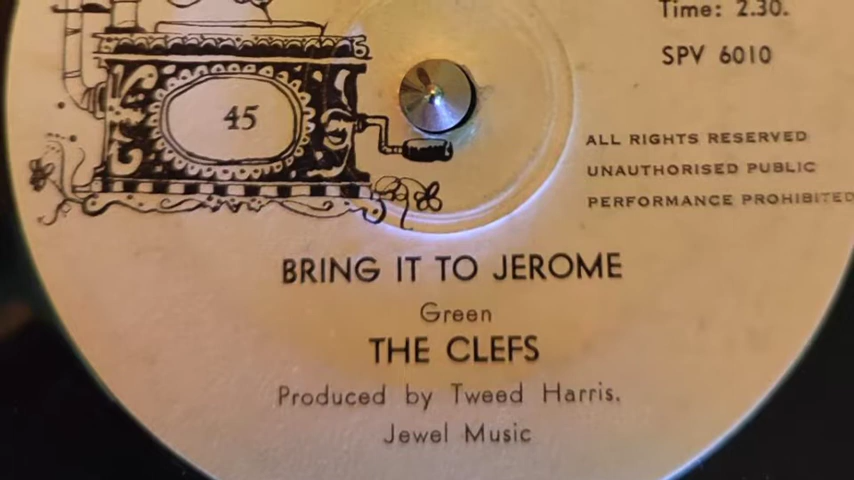 Time: 2.30.
SPV 6010
45
ALL RIGHTS RESERVED
UNAUTHORISED PUBLIC
PERFORMANCE PROHIBITED
BRING IT TO JEROME
Green
THE CLEFS
Produced by Tweed Harris.
Jewel Music